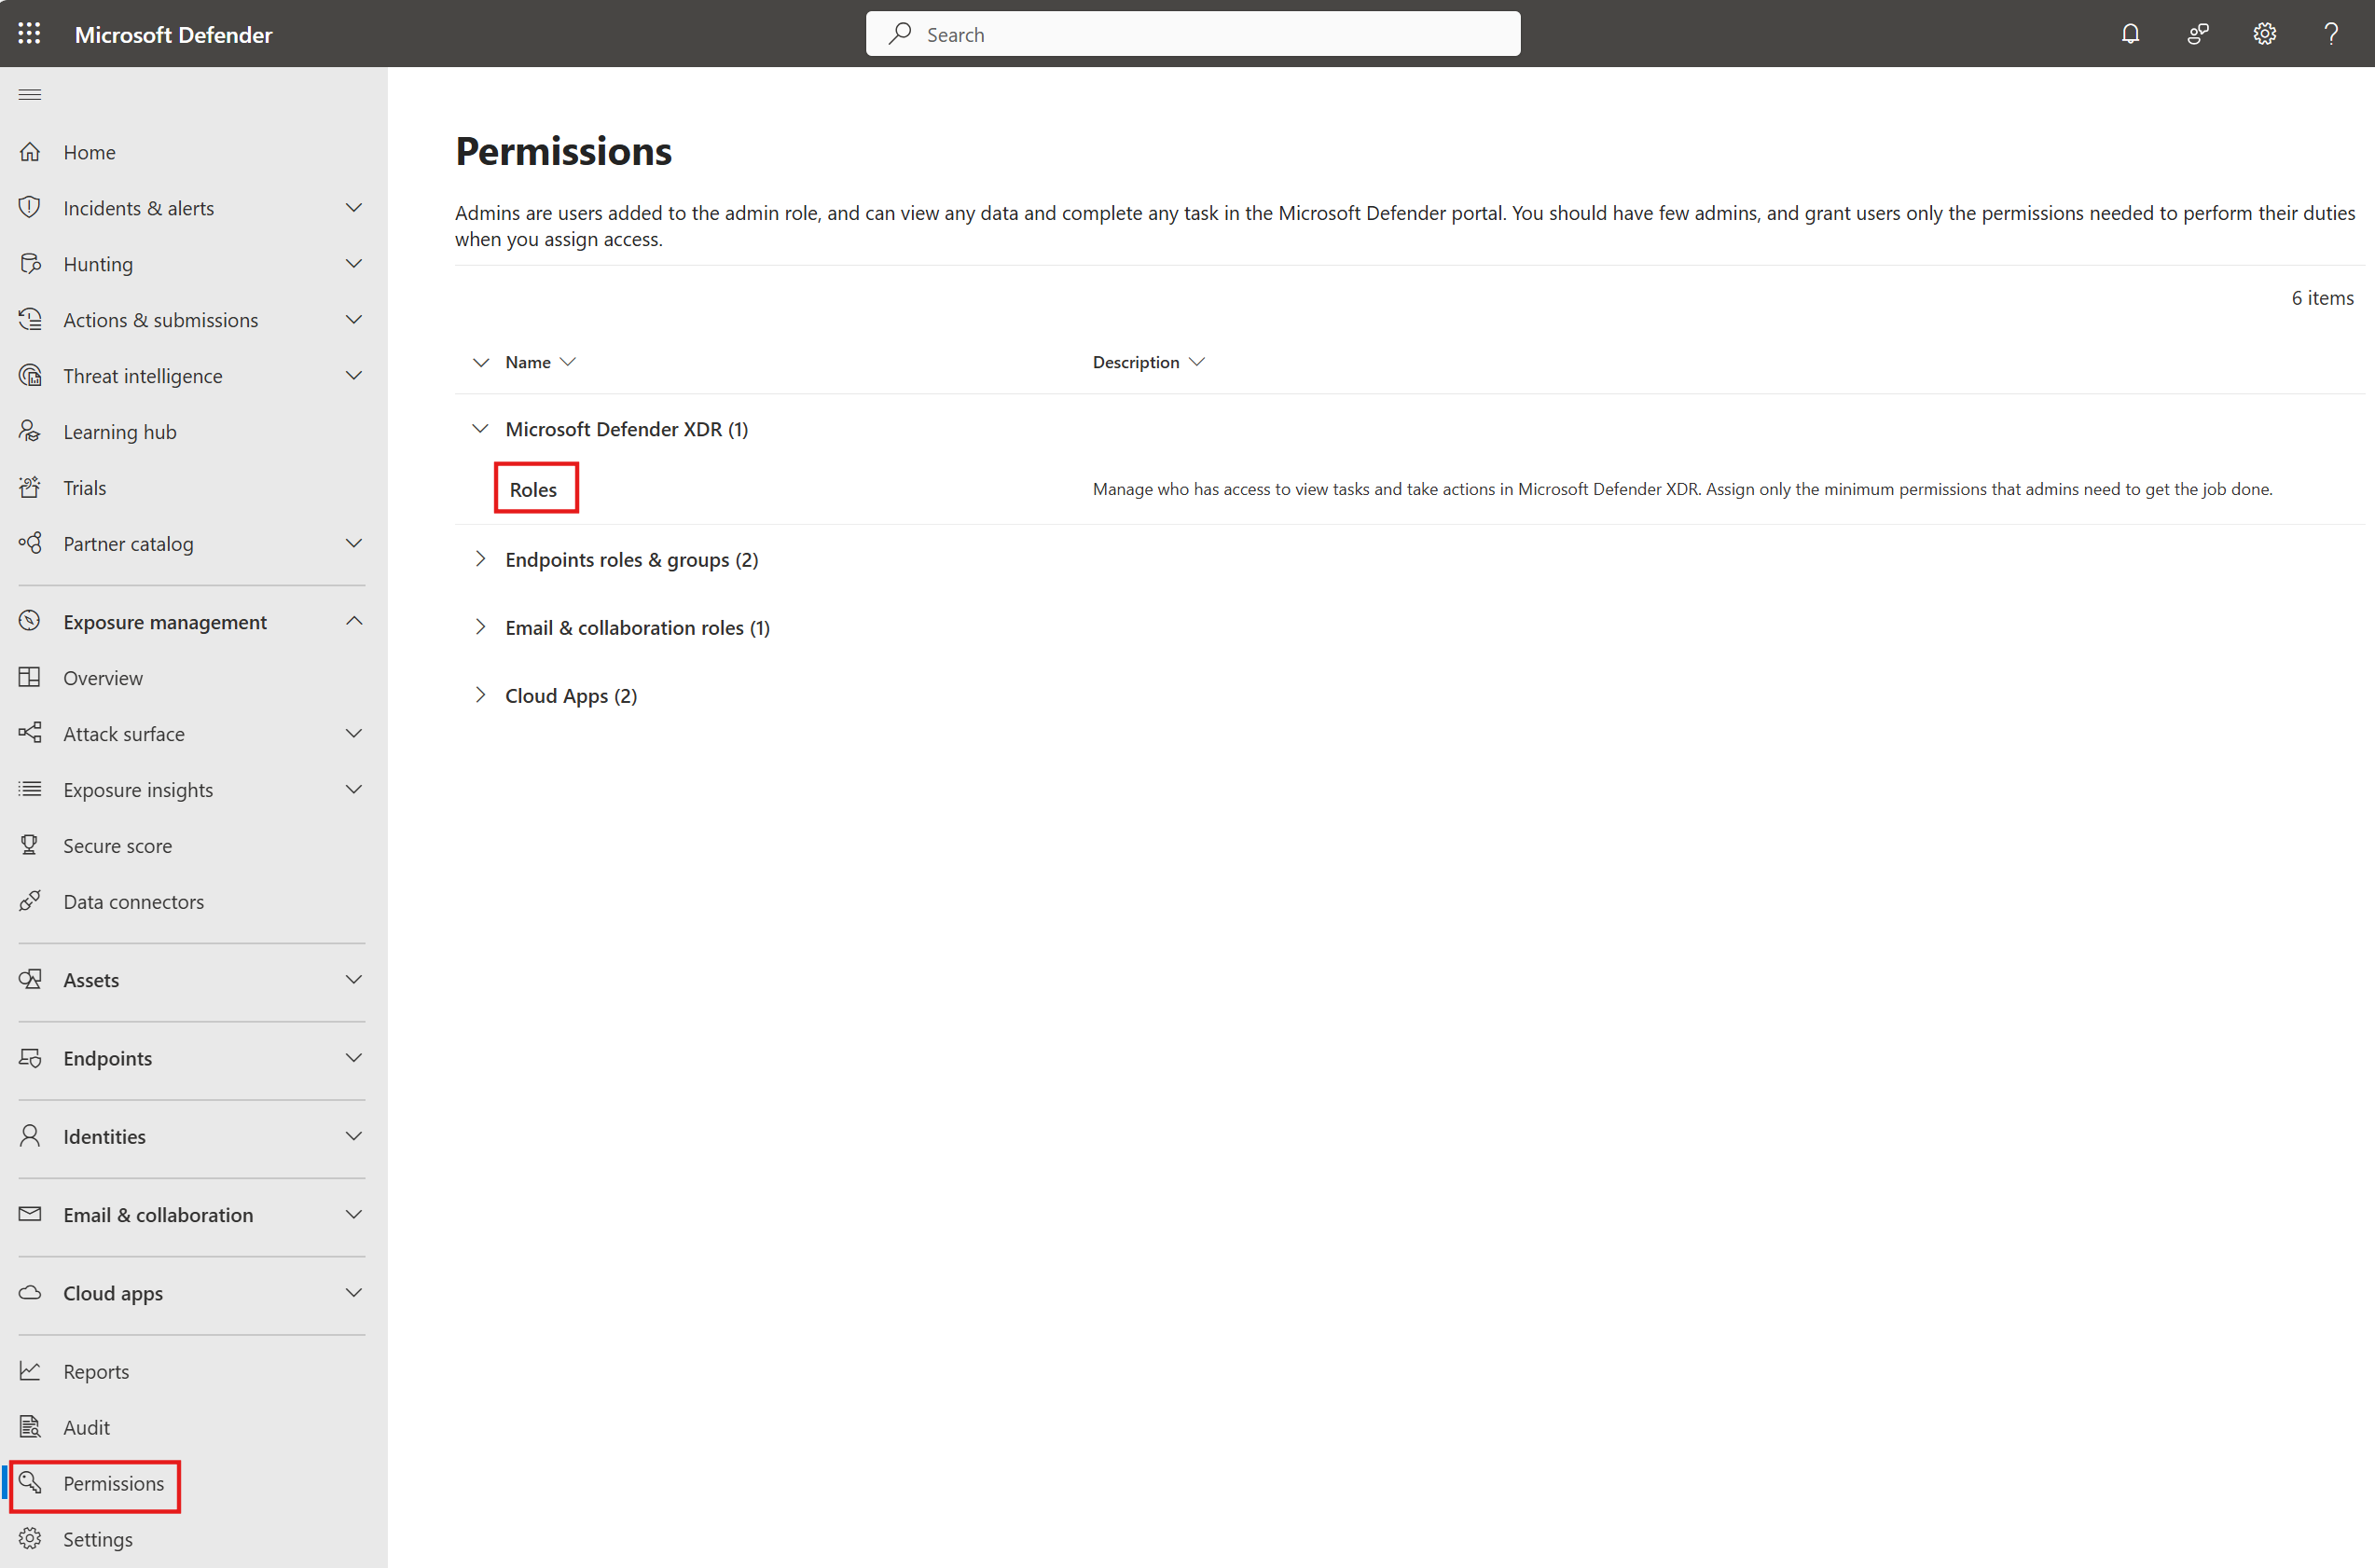 Microsoft Defender
Search
Home
Incidents & alerts
Hunting
Actions & submissions
Threat intelligence
Learning hub
Trials
Partner catalog
Exposure management
Overview
Attack surface
Exposure insights
Secure score
Data connectors
Assets
Endpoints
Identities
Email & collaboration
Cloud apps
Reports
Audit
Permissions
Settings
Permissions
Admins are users added to the admin role, and can view any data and complete any task in the Microsoft Defender portal. You should have few admins, and grant users only the permissions needed to perform their duties
when you assign access.
6 items
Name Description
Microsoft Defender XDR (1)
Roles Manage who has access to view tasks and take actions in Microsoft Defender XDR. Assign only the minimum permissions that admins need to get the job done.
Endpoints roles & groups (2)
Email & collaboration roles (1)
Cloud Apps (2)